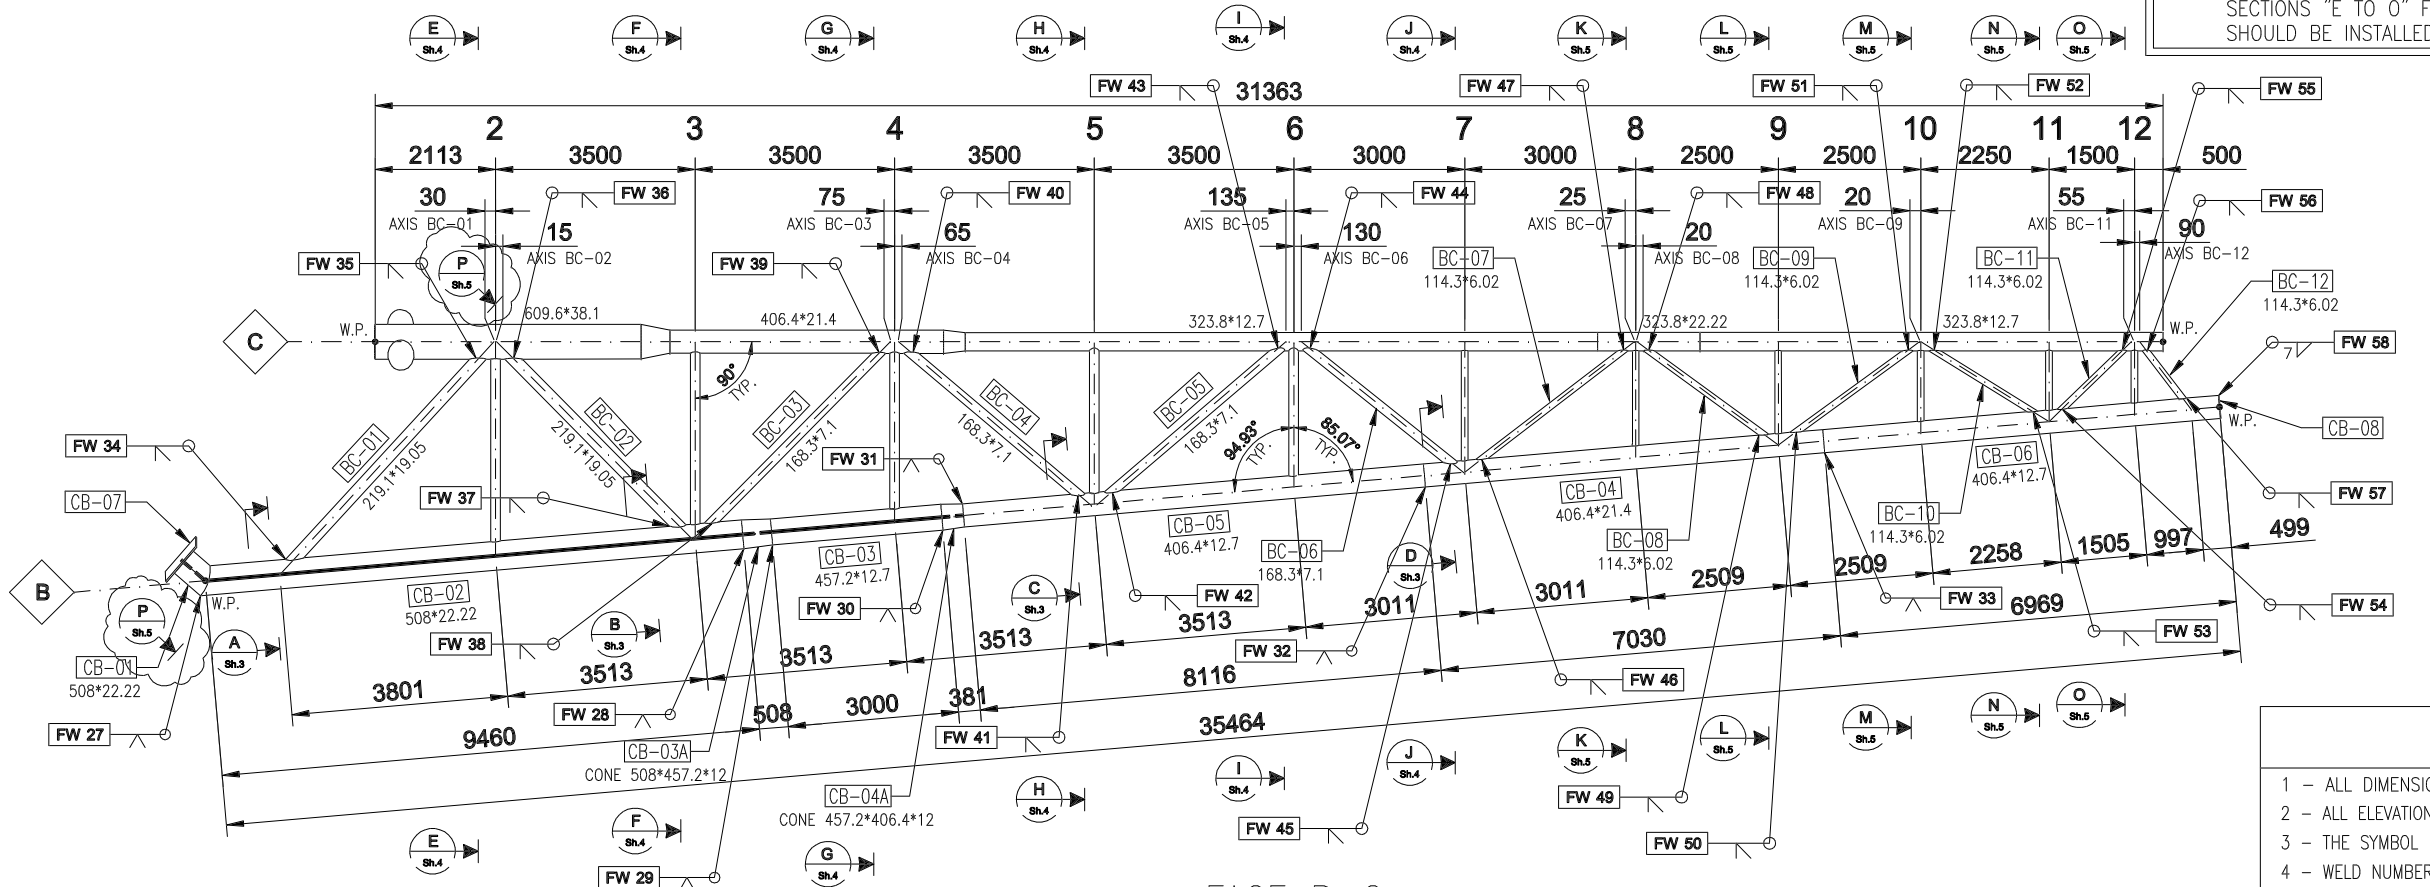 E
Sh.4
F
Sh.4
G
Sh.4
H
Sh.4
I
Sh.4
J
Sh.4
K
Sh.5
L
Sh.5
M
Sh.5
N
Sh.5
O
Sh.5
SECTIONS "E TO O" F
SHOULD BE INSTALLED
FW 43
31363
FW 47
FW 51
FW 52
FW 55
2
3
4
5
6
7
8
9
10
11
12
2113
3500
3500
3500
3500
3000
3000
2500
2500
2250
1500
500
30
AXIS BC-01
15
AXIS BC-02
FW 36
75
AXIS BC-03
65
AXIS BC-04
FW 40
135
AXIS BC-05
130
AXIS BC-06
FW 44
25
AXIS BC-07
20
AXIS BC-08
FW 48
20
AXIS BC-09
55
AXIS BC-11
90
AXIS BC-12
FW 56
FW 35
P
Sh.5
FW 39
BC-07
114.3*6.02
BC-09
114.3*6.02
BC-11
114.3*6.02
BC-12
114.3*6.02
C
W.P.
609.6*38.1
406.4*21.4
323.8*12.7
323.8*22.22
323.8*12.7
W.P.
7
FW 58
90°
TYP.
BC-01
219.1*19.05
BC-02
219.1*19.05
BC-03
168.3*7.1
BC-04
168.3*7.1
BC-05
168.3*7.1
94.93°
TYP.
85.07°
TYP.
FW 34
FW 31
FW 37
CB-07
W.P.
CB-08
CB-06
406.4*12.7
CB-04
406.4*21.4
CB-05
406.4*12.7
BC-10
114.3*6.02
FW 57
B
W.P.
CB-02
508*22.22
CB-03
457.2*12.7
BC-06
168.3*7.1
BC-08
114.3*6.02
D
Sh.3
C
Sh.3
P
Sh.5
A
Sh.3
B
Sh.3
FW 38
FW 30
FW 42
FW 32
FW 33
FW 54
FW 53
CB-01
508*22.22
3801
3513
3513
3513
3513
3011
3011
2509
2509
2258
1505
997
499
FW 27
FW 28
9460
508
3000
381
8116
7030
6969
FW 46
FW 41
35464
CB-03A
CONE 508*457.2*12
CB-04A
CONE 457.2*406.4*12
FW 49
FW 45
FW 50
FW 29
E
Sh.4
F
Sh.4
G
Sh.4
H
Sh.4
I
Sh.4
J
Sh.4
K
Sh.5
L
Sh.5
M
Sh.5
N
Sh.5
O
Sh.5
1 - ALL DIMENSIO
2 - ALL ELEVATION
3 - THE SYMBOL
4 - WELD NUMBER